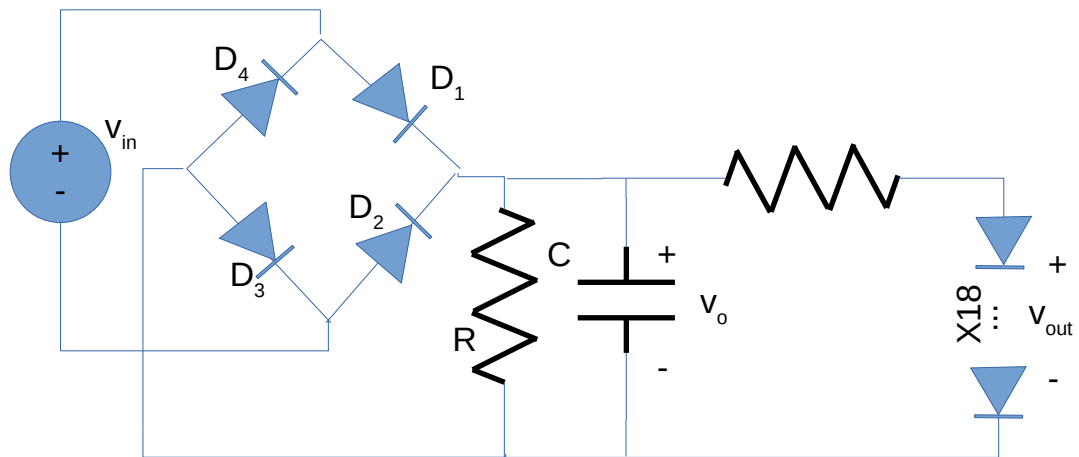 D4
D1
vin
+
-
D2
D3
C
+
R
vo
-
+
X18
...
vout
-